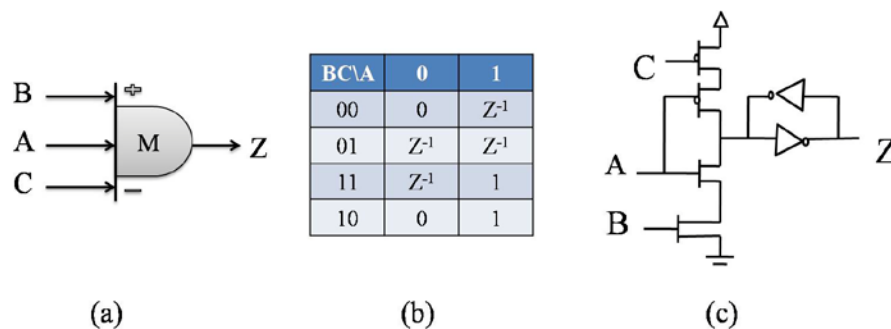 B
+
A
M
Z
C
−
BC\A 0 1
00 0 Z⁻¹
01 Z⁻¹ Z⁻¹
11 Z⁻¹ 1
10 0 1
C
A
B
Z
(a) (b) (c)